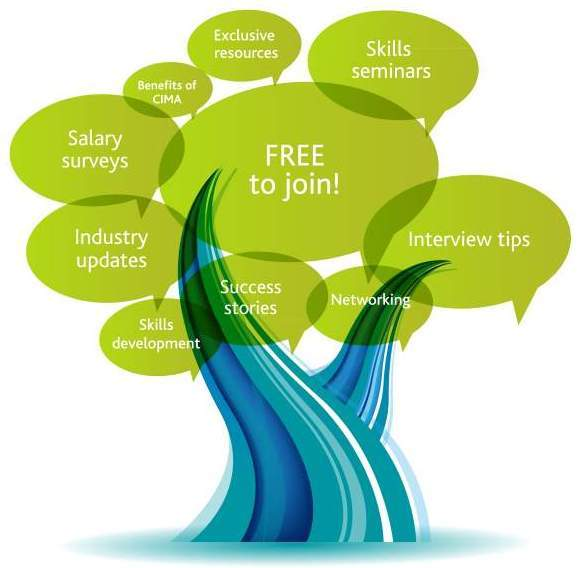 Exclusive
resources
Skills
seminars
Benefits of
CIMA
Salary
surveys
FREE
to join!
Industry
updates
Interview tips
Success
stories
Networking
Skills
development